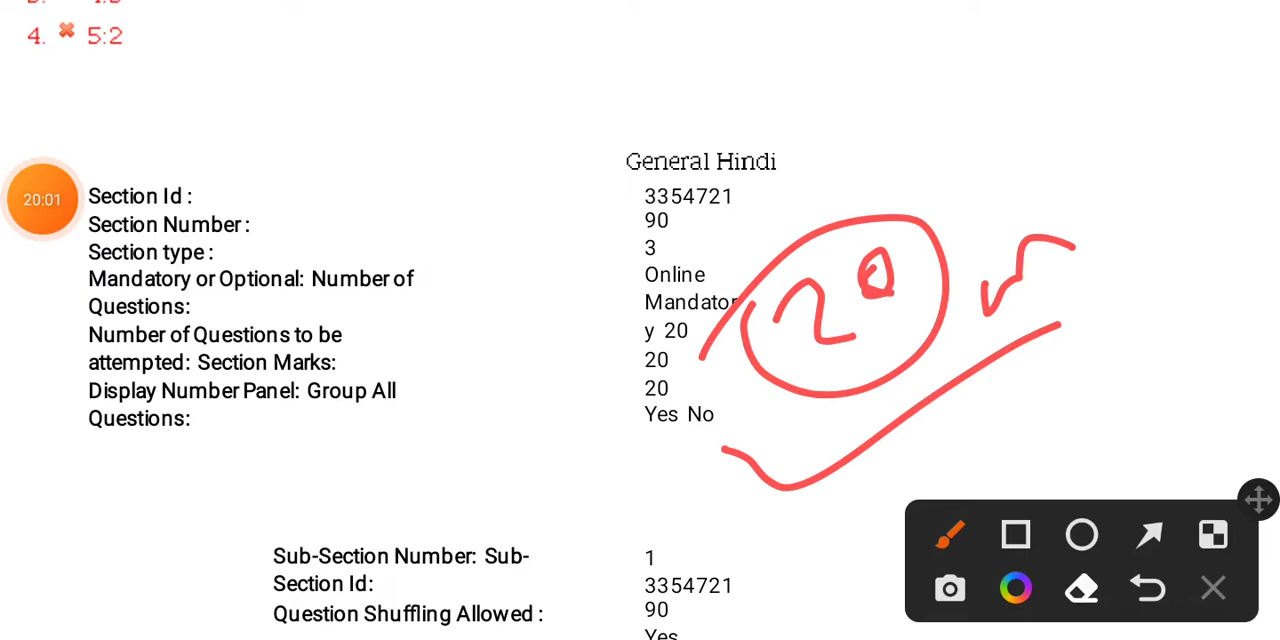 4. 5:2
General Hindi
20:01
Section Id : 3354721
Section Number : 90
Section type : 3
Mandatory or Optional: Number of Online
Questions: Mandator
Number of Questions to be y 20
attempted: Section Marks: 20
Display Number Panel: Group All 20
Questions: Yes No
20
Sub-Section Number: Sub- 1
Section Id: 3354721
Question Shuffling Allowed : 90
Yes